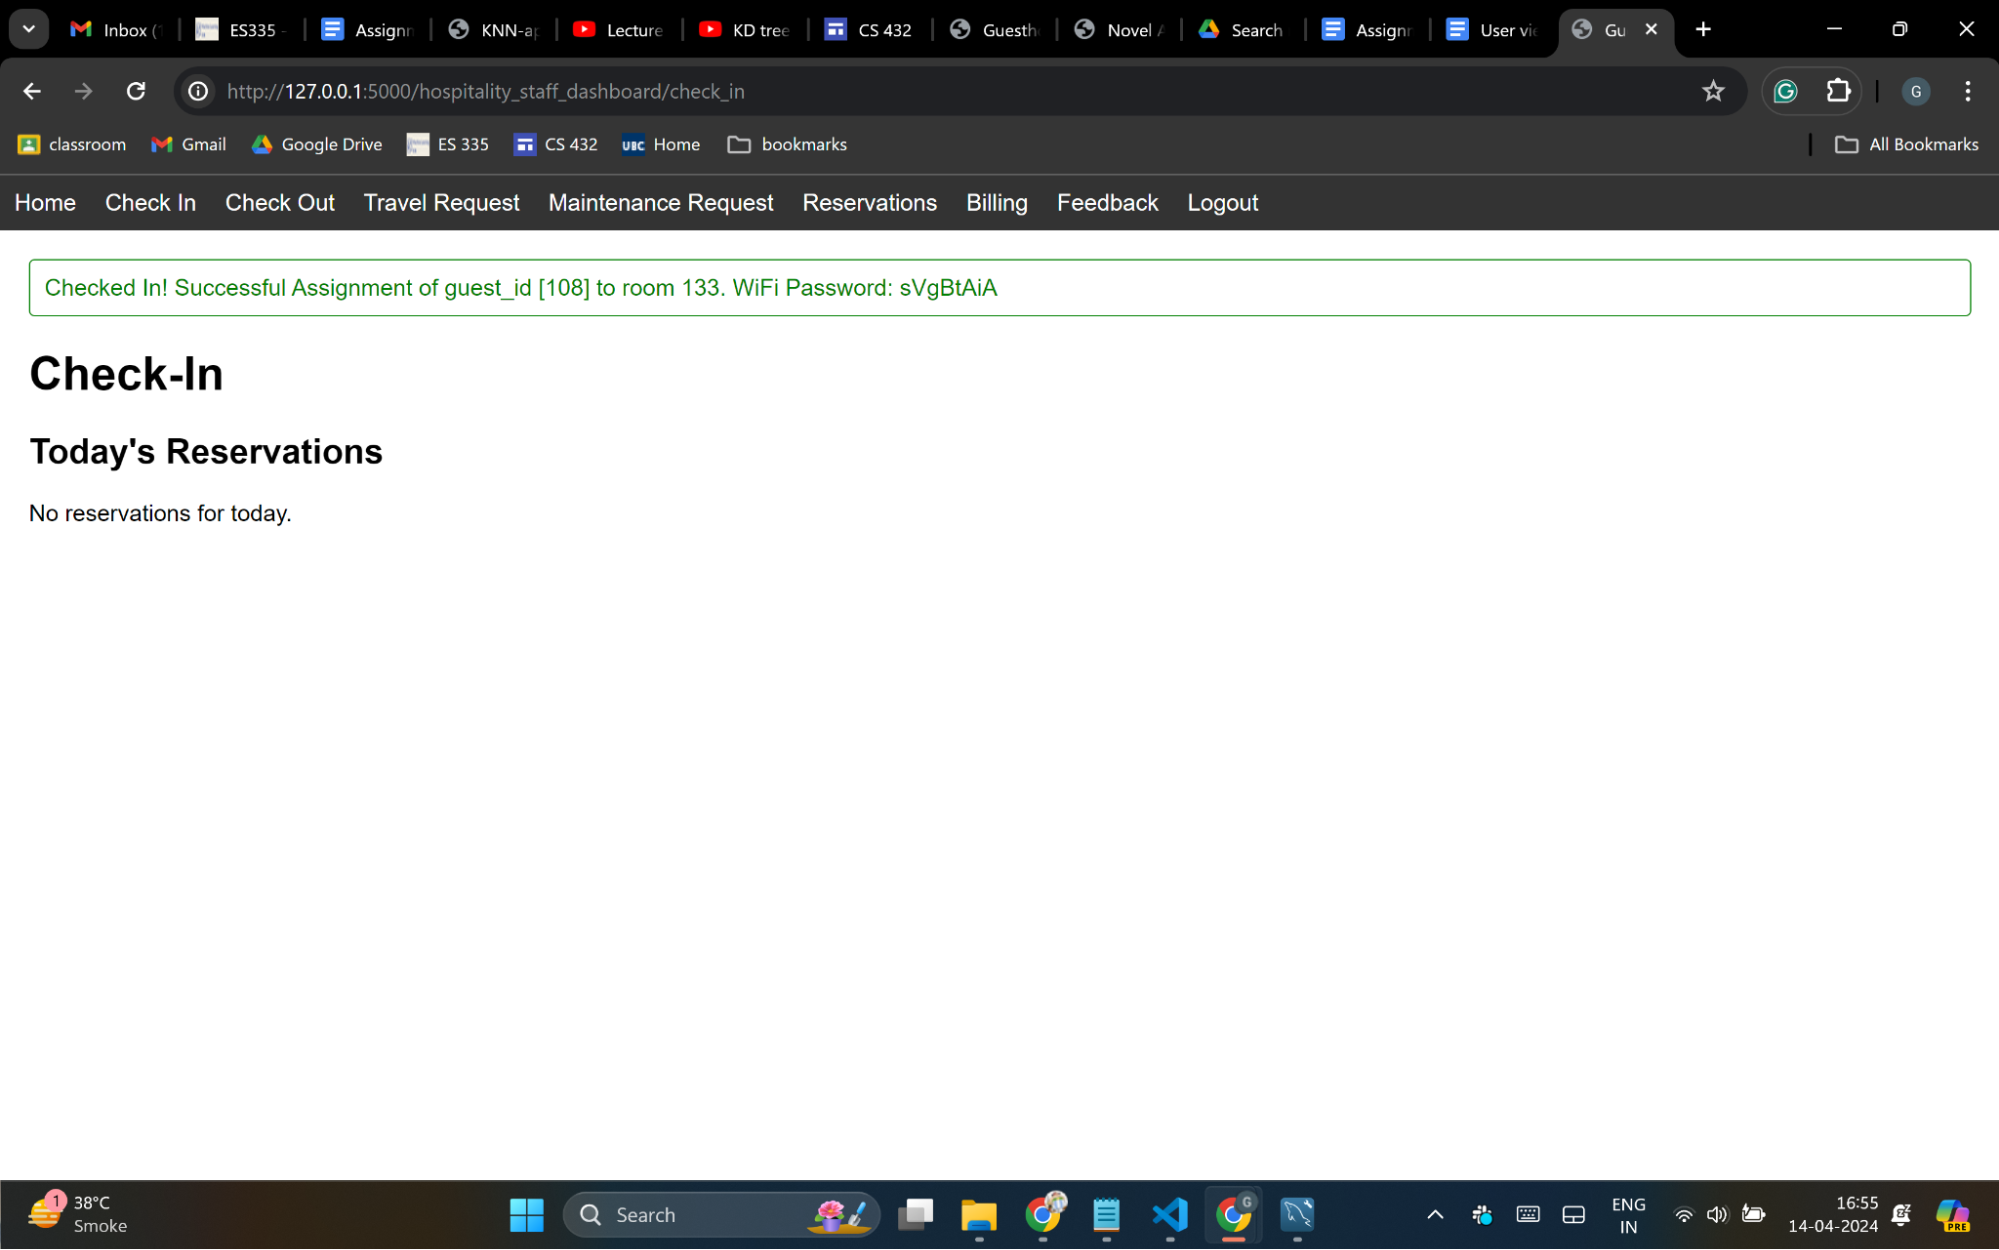 Inbox (
ES335 -
Assignm
KNN-ap
Lecture
KD tree
CS 432
Guesth
Novel A
Search
Assignm
User vie
Gu
http://127.0.0.1:5000/hospitality_staff_dashboard/check_in
G
classroom
Gmail
Google Drive
ES 335
CS 432
UBC Home
bookmarks
All Bookmarks
Home Check In Check Out Travel Request Maintenance Request Reservations Billing Feedback Logout
Checked In! Successful Assignment of guest_id [108] to room 133. WiFi Password: sVgBtAiA
Check-In
Today's Reservations
No reservations for today.
1
38°C
Smoke
Search
G
ENG
IN
16:55
14-04-2024
PRE